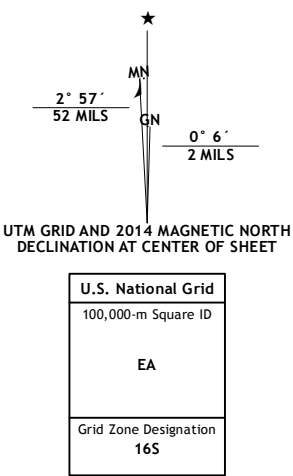 ★
MN
GN
2° 57´
52 MILS
0° 6´
2 MILS
UTM GRID AND 2014 MAGNETIC NORTH
DECLINATION AT CENTER OF SHEET
U.S. National Grid
100,000-m Square ID
EA
Grid Zone Designation
16S